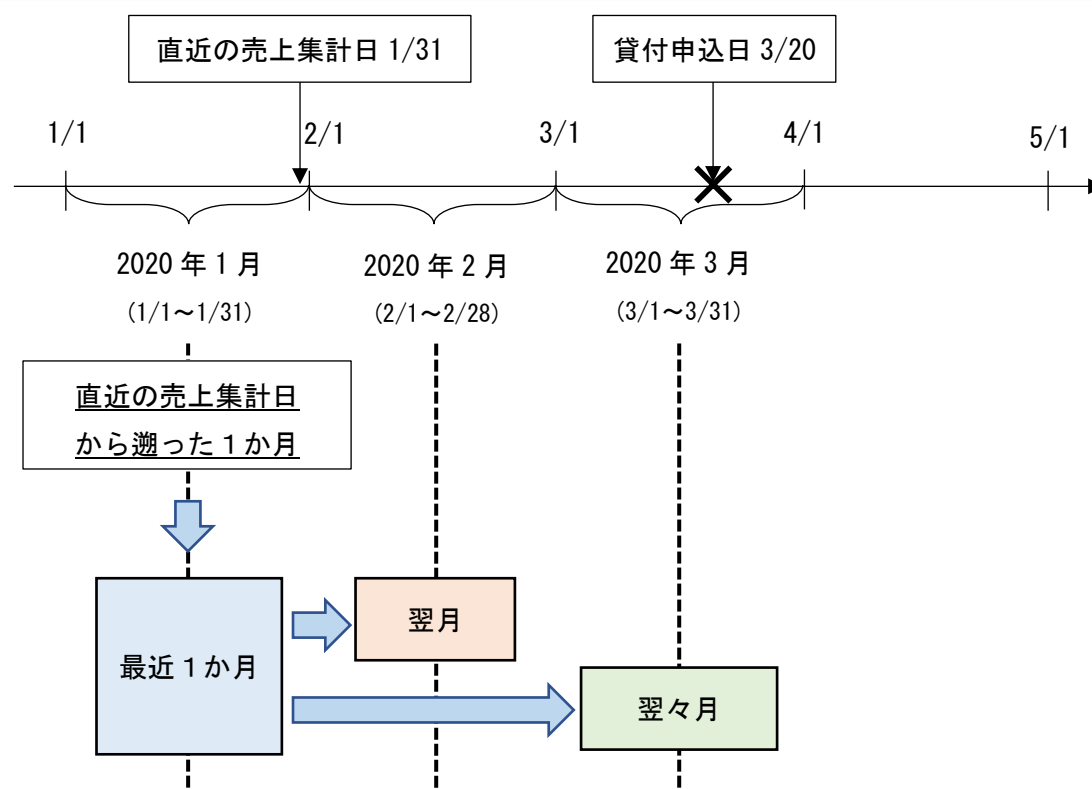 直近の売上集計日 1/31
貸付申込日 3/20
1/1
2/1
3/1
4/1
5/1
2020 年 1 月
2020 年 2 月
2020 年 3 月
(1/1～1/31)
(2/1～2/28)
(3/1～3/31)
直近の売上集計日
から遡った１か月
最近１か月
翌月
翌々月